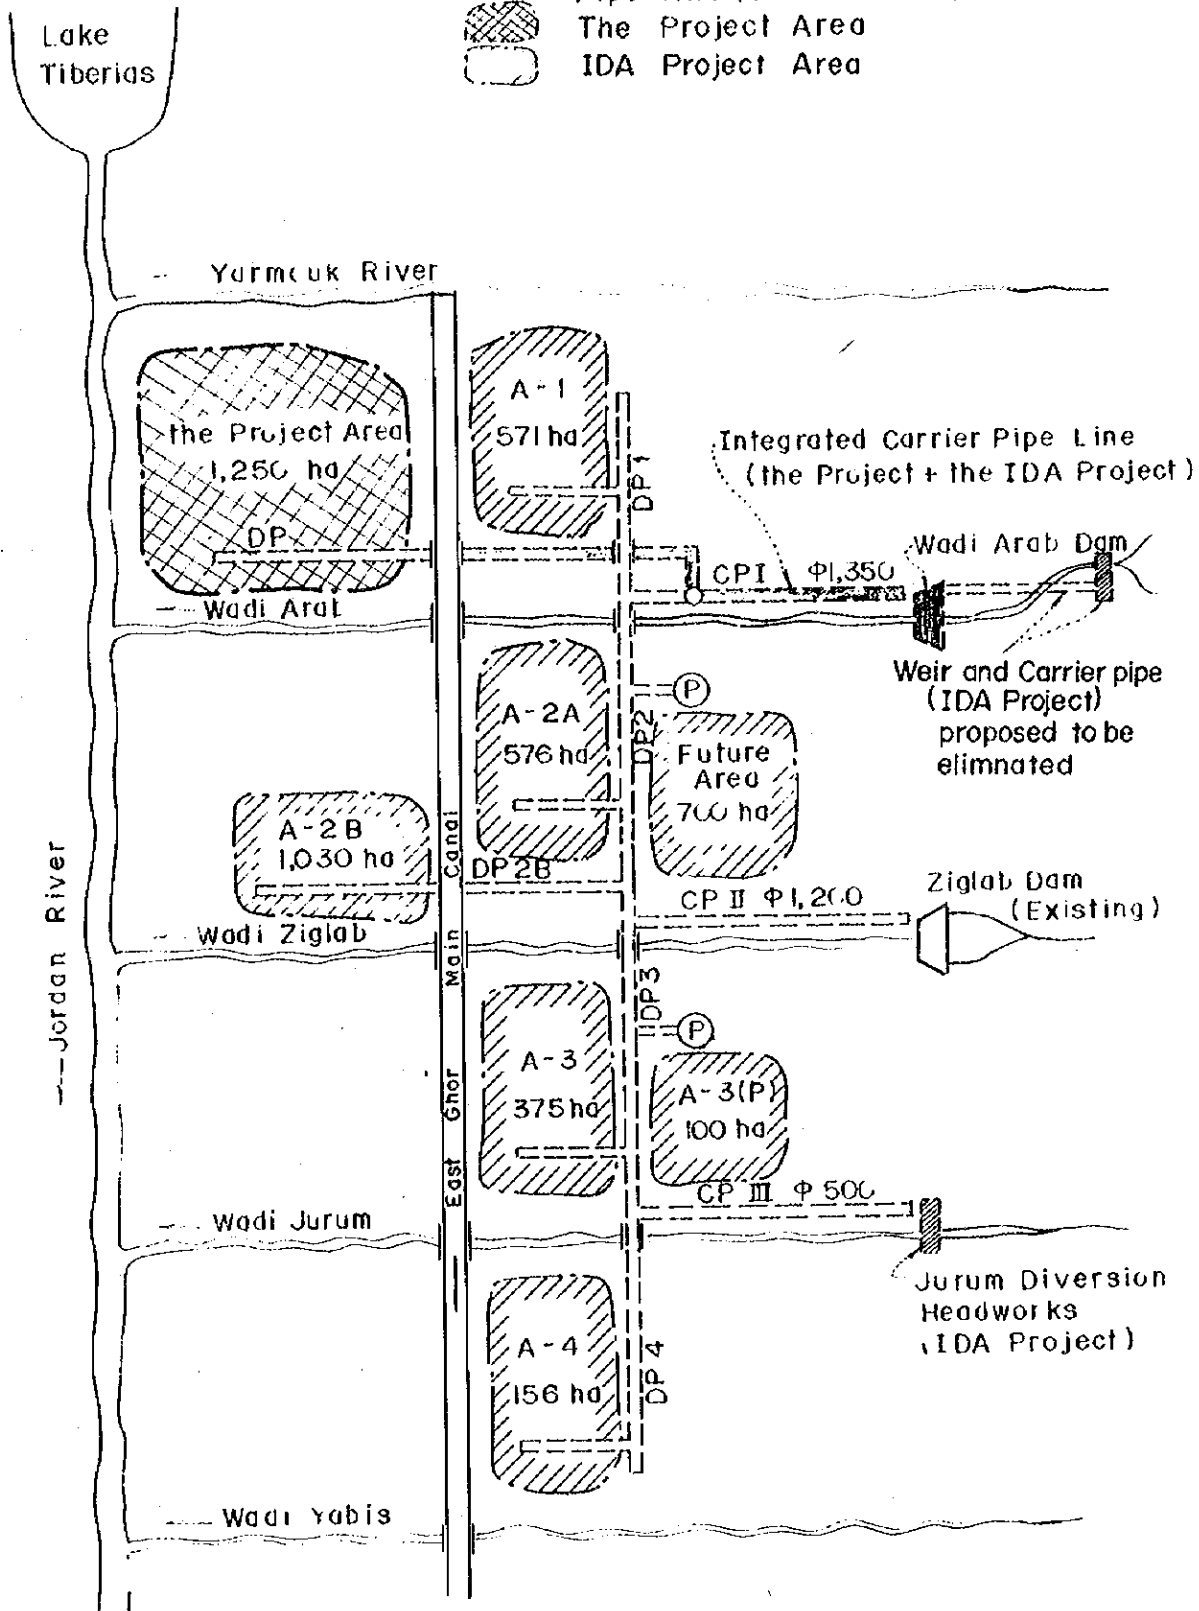 The Project Area
IDA Project Area
Lake
Tiberias
Yarmouk River
A-1
571 ha
the Project Area
1,250 ha
DP
DP1
Integrated Carrier Pipe Line
(the Project + the IDA Project)
Wadi Arab Dam
CP I Φ1,350
Wadi Arab
Weir and Carrier pipe
(IDA Project)
proposed to be
elimnated
P
A-2A
576 ha
DP2
Future
Area
700 ha
A-2B
1,030 ha
DP2B
CP II Φ1,200
Ziglab Dam
(Existing)
Wadi Ziglab
Jordan River
East Ghor Main Canal
DP3
P
A-3
375 ha
A-3(P)
100 ha
CP III Φ 500
Wadi Jurum
Jurum Diversion
Headworks
(IDA Project)
A-4
156 ha
DP4
Wadi Yabis